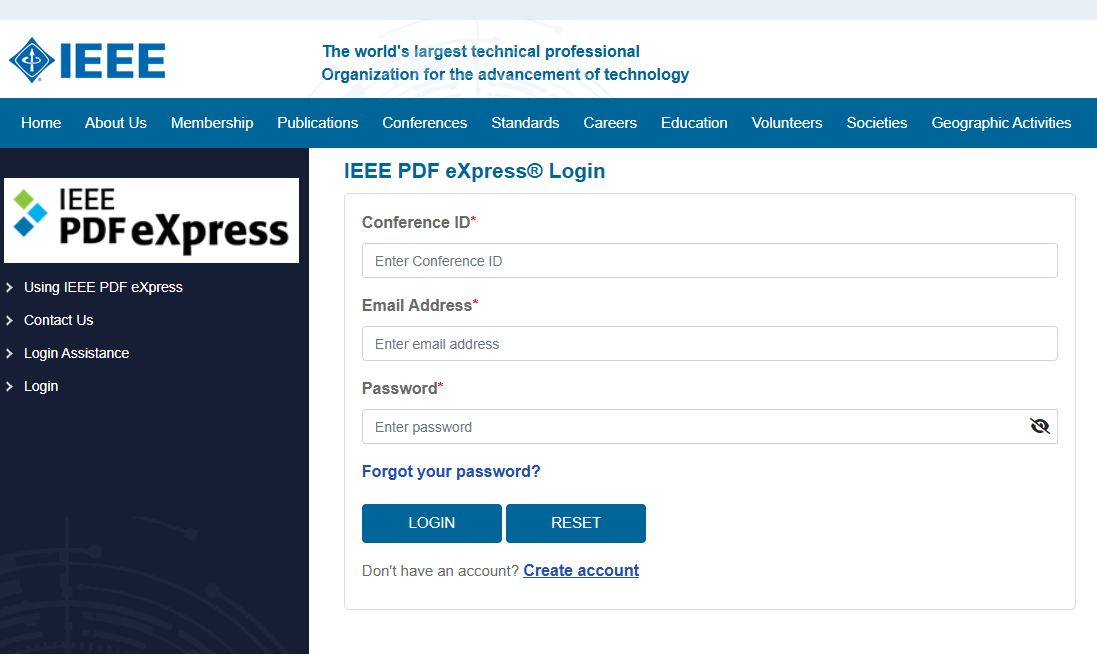 IEEE
The world's largest technical professional
Organization for the advancement of technology
Home About Us Membership Publications Conferences Standards Careers Education Volunteers Societies Geographic Activities
IEEE
PDF eXpress
Using IEEE PDF eXpress
Contact Us
Login Assistance
Login
IEEE PDF eXpress® Login
Conference ID*
Enter Conference ID
Email Address*
Enter email address
Password*
Enter password
Forgot your password?
LOGIN RESET
Don't have an account? Create account